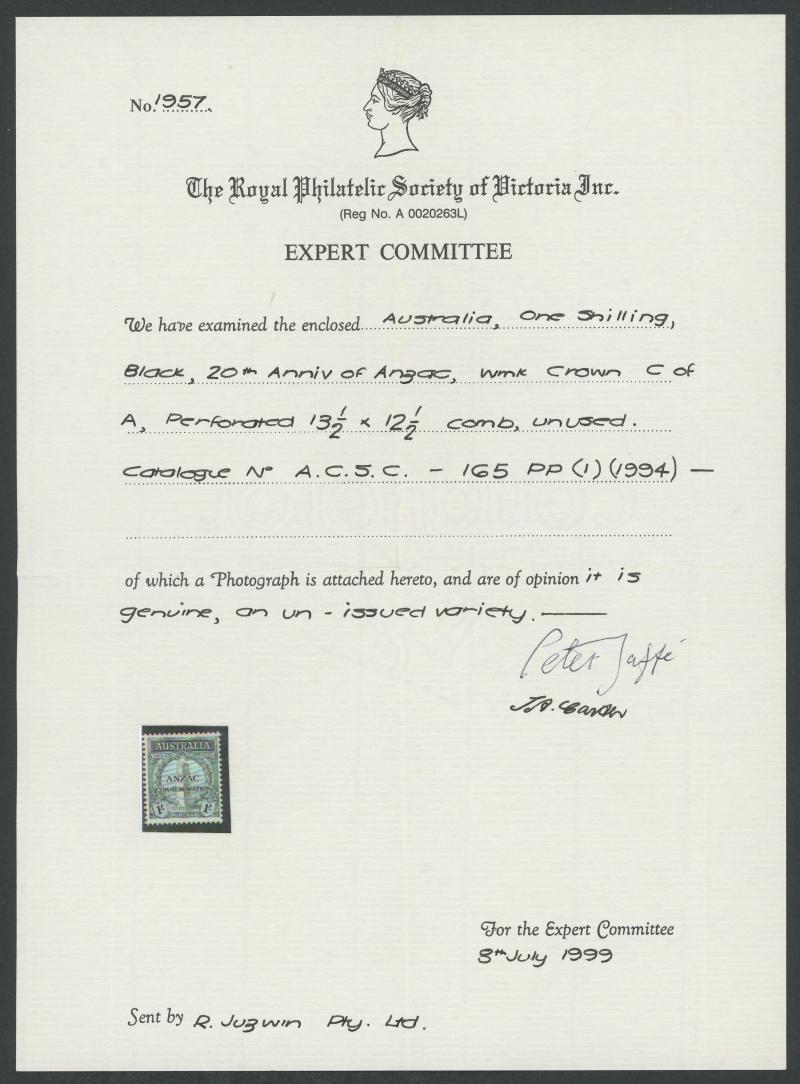 No. 1957.
The Royal Philatelic Society of Victoria Inc.
(Reg No. A 0020263L)
EXPERT COMMITTEE
We have examined the enclosed Australia, One Shilling,
Black, 20th Anniv of Anzac, wmk Crown C of
A, Perforated 13½ x 12½ comb, unused.
Catalogue No A.C.S.C. - 165 PP (1) (1994) —
of which a Photograph is attached hereto, and are of opinion it is
genuine, an un - issued variety. —
Peter Jaffé
AUSTRALIA
ANZAC
COMMEMORATION
1/- 1/-
For the Expert Committee
8th July 1999
Sent by R. Juzwin Pty. Ltd.